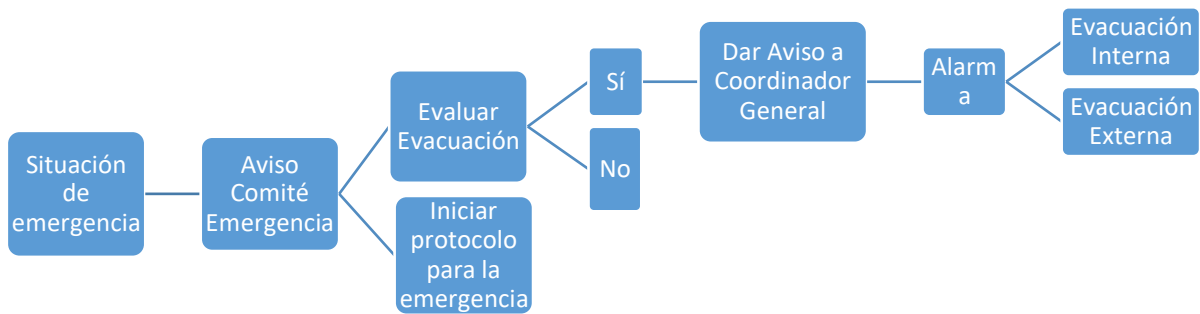 Situación
de
emergencia
Aviso
Comité
Emergencia
Evaluar
Evacuación
Iniciar
protocolo
para la
emergencia
Sí
No
Dar Aviso a
Coordinador
General
Alarm
a
Evacuación
Interna
Evacuación
Externa